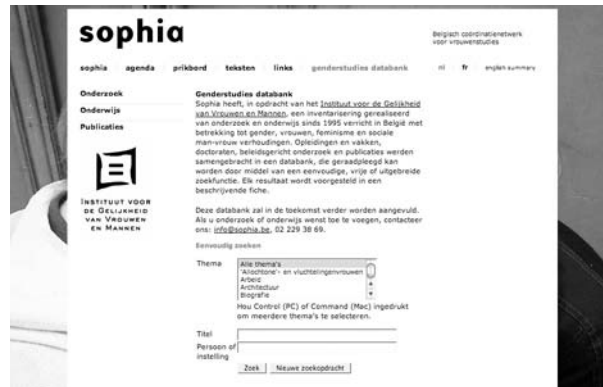 sophia
Belgisch coördinatienetwerk
voor vrouwenstudies
sophia agenda prikbord teksten links genderstudies databank nl fr english summary
Onderzoek
Onderwijs
Publicaties
INSTITUUT VOOR
DE GELIJKHEID
VAN VROUWEN
EN MANNEN
Genderstudies databank
Sophia heeft, in opdracht van het Instituut voor de Gelijkheid
van Vrouwen en Mannen, een inventarisering gerealiseerd
van onderzoek en onderwijs sinds 1995 verricht in België met
betrekking tot gender, vrouwen, feminisme en sociale
man-vrouw verhoudingen. Opleidingen en vakken,
doctoraten, beleidsgericht onderzoek en publicaties werden
samengebracht in een databank, die geraadpleegd kan
worden door middel van een eenvoudige, vrije of uitgebreide
zoekfunctie. Elk resultaat wordt voorgesteld in een
beschrijvende fiche.
Deze databank zal in de toekomst verder worden aangevuld.
Als u onderzoek of onderwijs wenst toe te voegen, contacteer
ons: info@sophia.be, 02 229 38 69.
Eenvoudig zoeken
Thema
Alle thema's
'Allochtone'- en vluchtelingenvrouwen
Arbeid
Architectuur
Biografie
Hou Control (PC) of Command (Mac) ingedrukt
om meerdere thema's te selecteren.
Titel
Persoon of
instelling
Zoek Nieuwe zoekopdracht